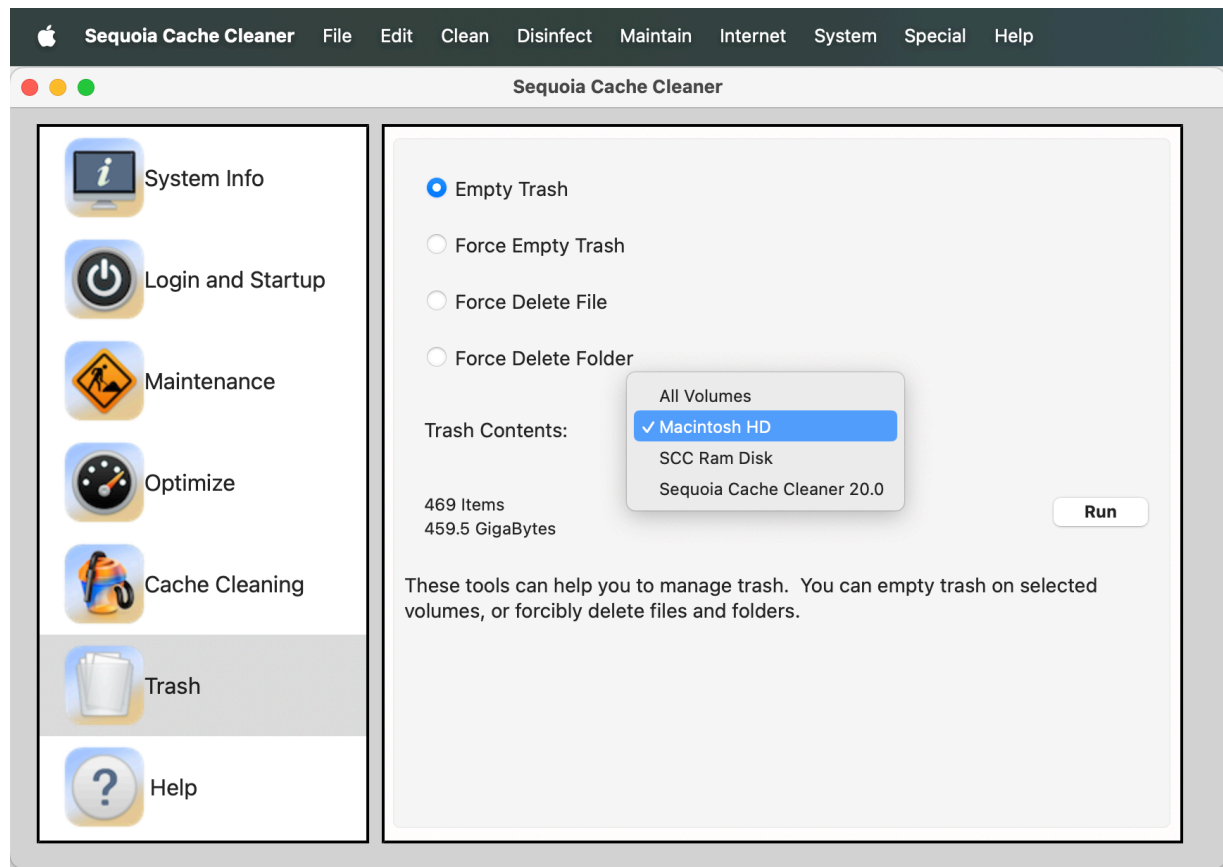 Sequoia Cache Cleaner File Edit Clean Disinfect Maintain Internet System Special Help
Sequoia Cache Cleaner
System Info
Login and Startup
Maintenance
Optimize
Cache Cleaning
Trash
Help
Empty Trash
Force Empty Trash
Force Delete File
Force Delete Folder
Trash Contents:
All Volumes
✓ Macintosh HD
SCC Ram Disk
Sequoia Cache Cleaner 20.0
469 Items
459.5 GigaBytes
Run
These tools can help you to manage trash.  You can empty trash on selected
volumes, or forcibly delete files and folders.